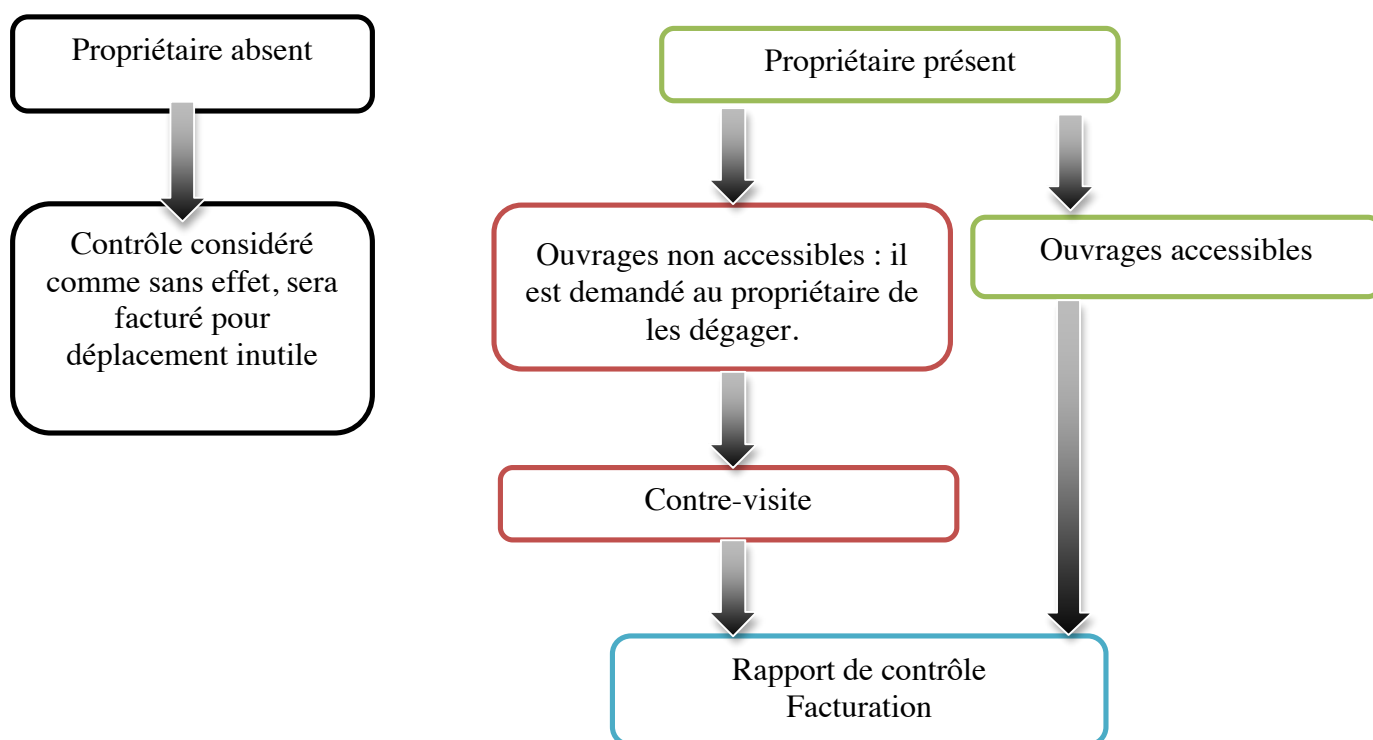 Propriétaire absent
Propriétaire présent
Contrôle considéré
comme sans effet, sera
facturé pour
déplacement inutile
Ouvrages non accessibles : il
est demandé au propriétaire de
les dégager.
Ouvrages accessibles
Contre-visite
Rapport de contrôle
Facturation